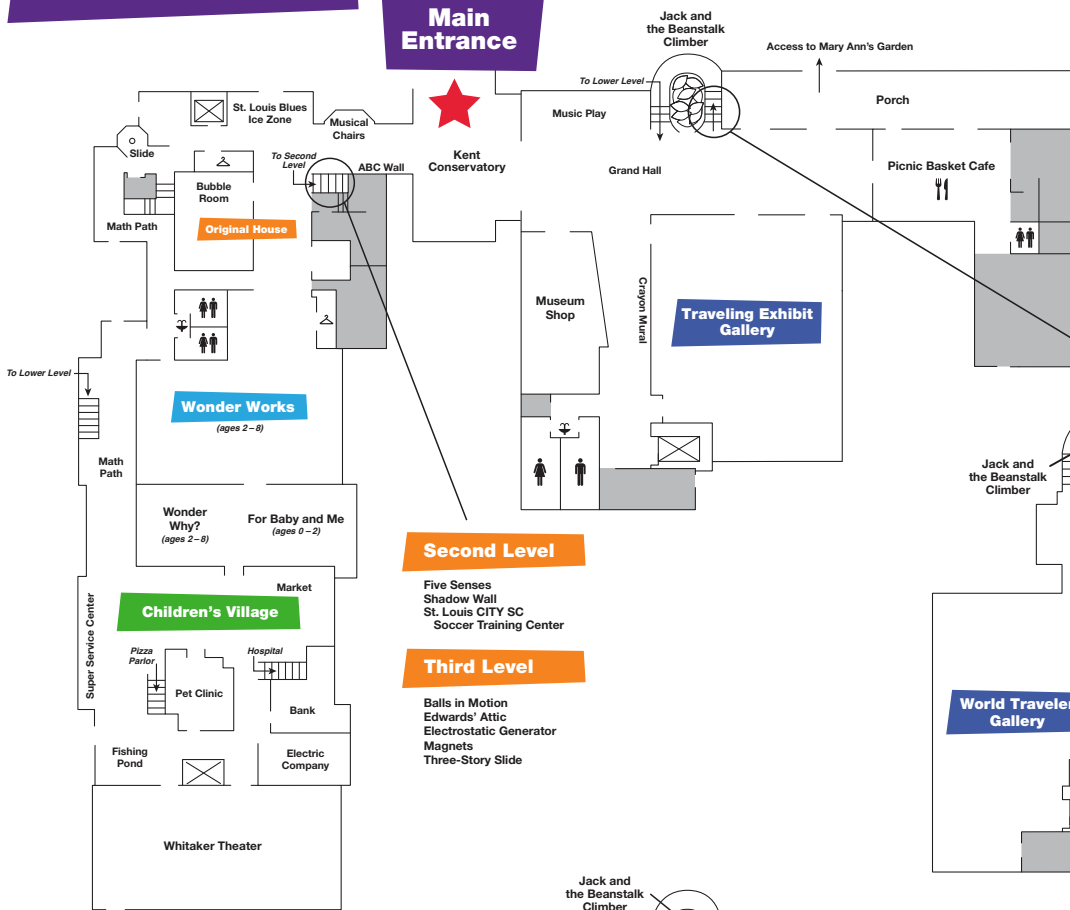 Main
Entrance
Jack and
the Beanstalk
Climber
Access to Mary Ann's Garden
To Lower Level
Porch
St. Louis Blues
Ice Zone
Musical
Chairs
Music Play
Slide
To Second
Level
ABC Wall
Kent
Conservatory
Grand Hall
Picnic Basket Cafe
Bubble
Room
Math Path
Original House
Museum
Shop
Crayon Mural
Traveling Exhibit
Gallery
To Lower Level
Wonder Works
(ages 2–8)
Math
Path
Jack and
the Beanstalk
Climber
Wonder
Why?
(ages 2–8)
For Baby and Me
(ages 0–2)
Second Level
Five Senses
Shadow Wall
St. Louis CITY SC
Soccer Training Center
Market
Children's Village
Super Service Center
Pizza
Parlor
Hospital
Pet Clinic
Bank
Third Level
Balls in Motion
Edwards' Attic
Electrostatic Generator
Magnets
Three-Story Slide
World Traveler
Gallery
Fishing
Pond
Electric
Company
Whitaker Theater
Jack and
the Beanstalk
Climber